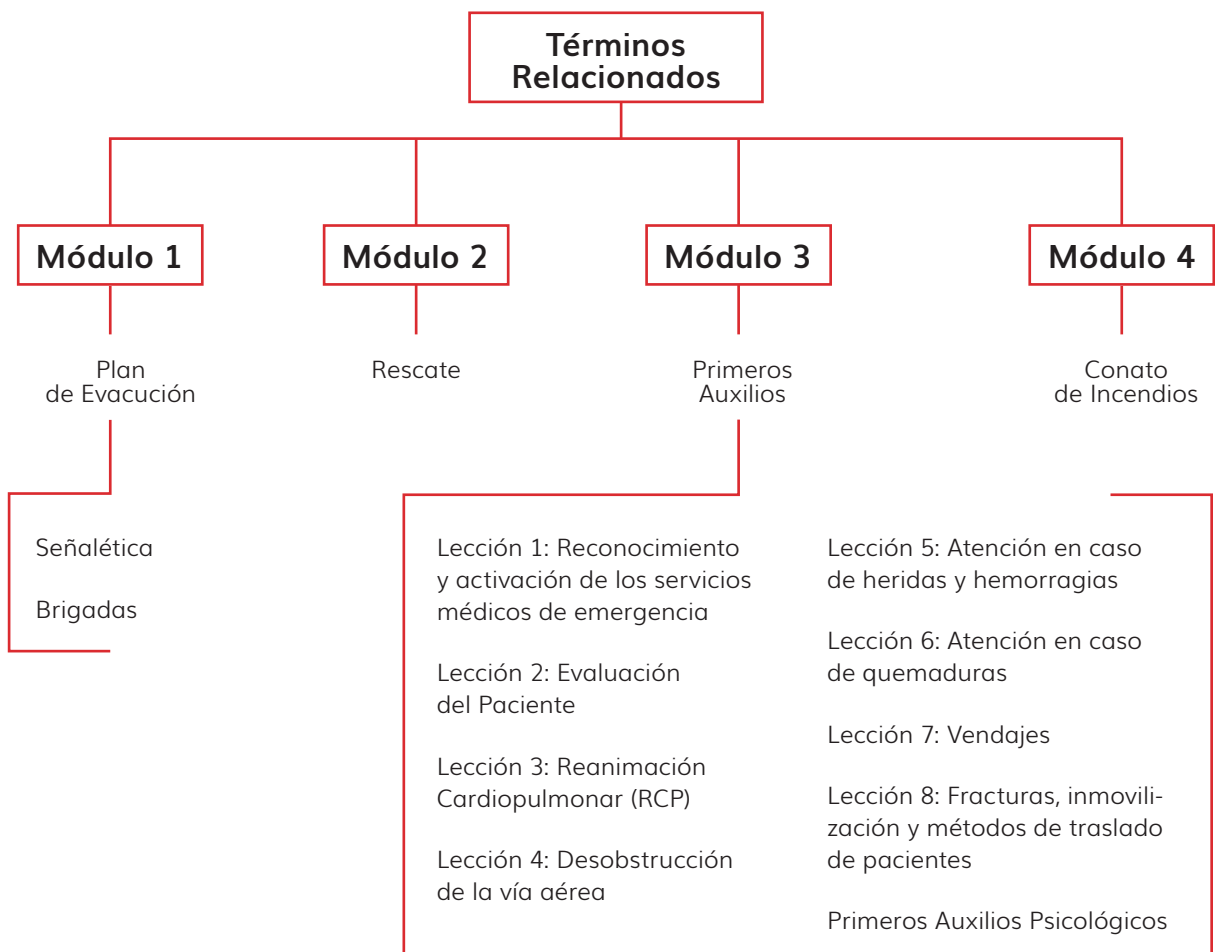 Términos
Relacionados
Módulo 1
Módulo 2
Módulo 3
Módulo 4
Plan
de Evacución
Rescate
Primeros
Auxilios
Conato
de Incendios
Señalética
Brigadas
Lección 1: Reconocimiento
y activación de los servicios
médicos de emergencia
Lección 2: Evaluación
del Paciente
Lección 3: Reanimación
Cardiopulmonar (RCP)
Lección 4: Desobstrucción
de la vía aérea
Lección 5: Atención en caso
de heridas y hemorragias
Lección 6: Atención en caso
de quemaduras
Lección 7: Vendajes
Lección 8: Fracturas, inmovili-
zación y métodos de traslado
de pacientes
Primeros Auxilios Psicológicos